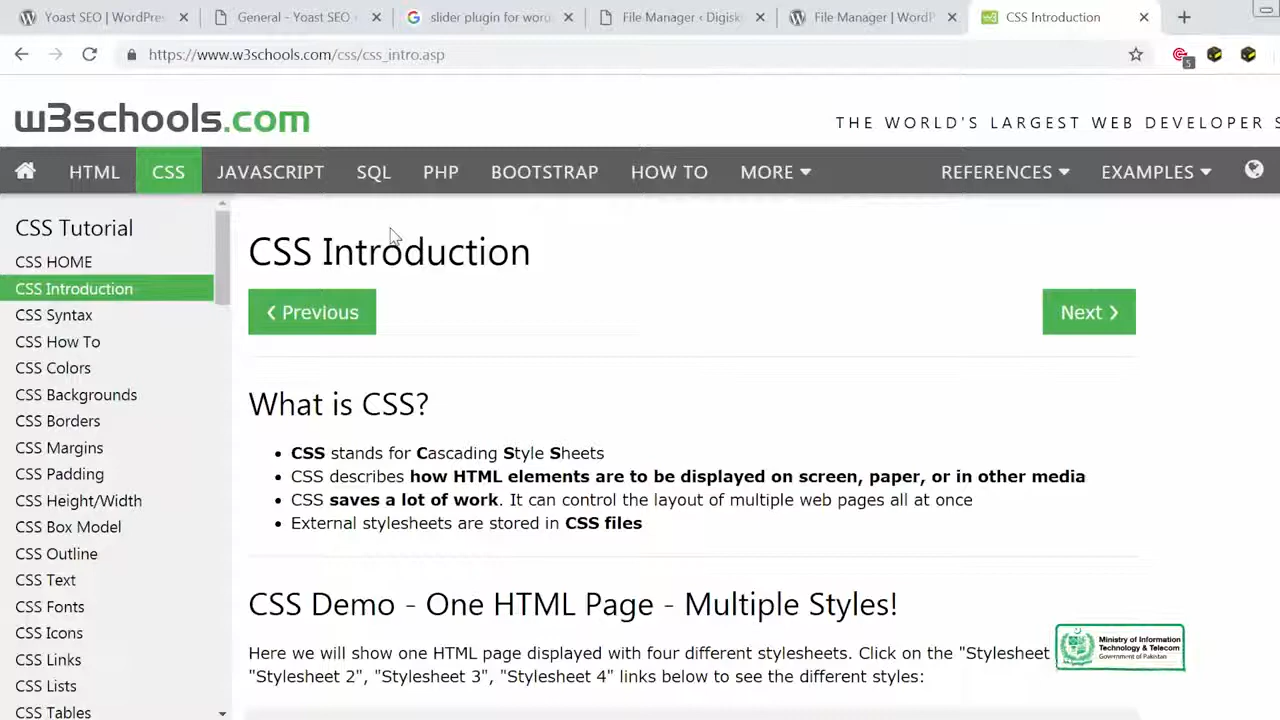 Yoast SEO | WordPres
General - Yoast SEO
slider plugin for wor
File Manager ‹ Digisk
File Manager | WordP
CSS Introduction
https://www.w3schools.com/css/css_intro.asp
5
w3schools.com
THE WORLD'S LARGEST WEB DEVELOPER S
HTML CSS JAVASCRIPT SQL PHP BOOTSTRAP HOW TO MORE REFERENCES EXAMPLES
CSS Tutorial
CSS HOME
CSS Introduction
CSS Syntax
CSS How To
CSS Colors
CSS Backgrounds
CSS Borders
CSS Margins
CSS Padding
CSS Height/Width
CSS Box Model
CSS Outline
CSS Text
CSS Fonts
CSS Icons
CSS Links
CSS Lists
CSS Tables
CSS Introduction
❮ Previous
Next ❯
What is CSS?
CSS stands for Cascading Style Sheets
CSS describes how HTML elements are to be displayed on screen, paper, or in other media
CSS saves a lot of work. It can control the layout of multiple web pages all at once
External stylesheets are stored in CSS files
CSS Demo - One HTML Page - Multiple Styles!
Here we will one HTML page displayed with four different stylesheets. Click on the "Stylesheet
"Stylesheet 2", "Stylesheet 3", "Stylesheet 4" links below to see the different styles:
Ministry of Information
Technology & Telecom
Government of Pakistan